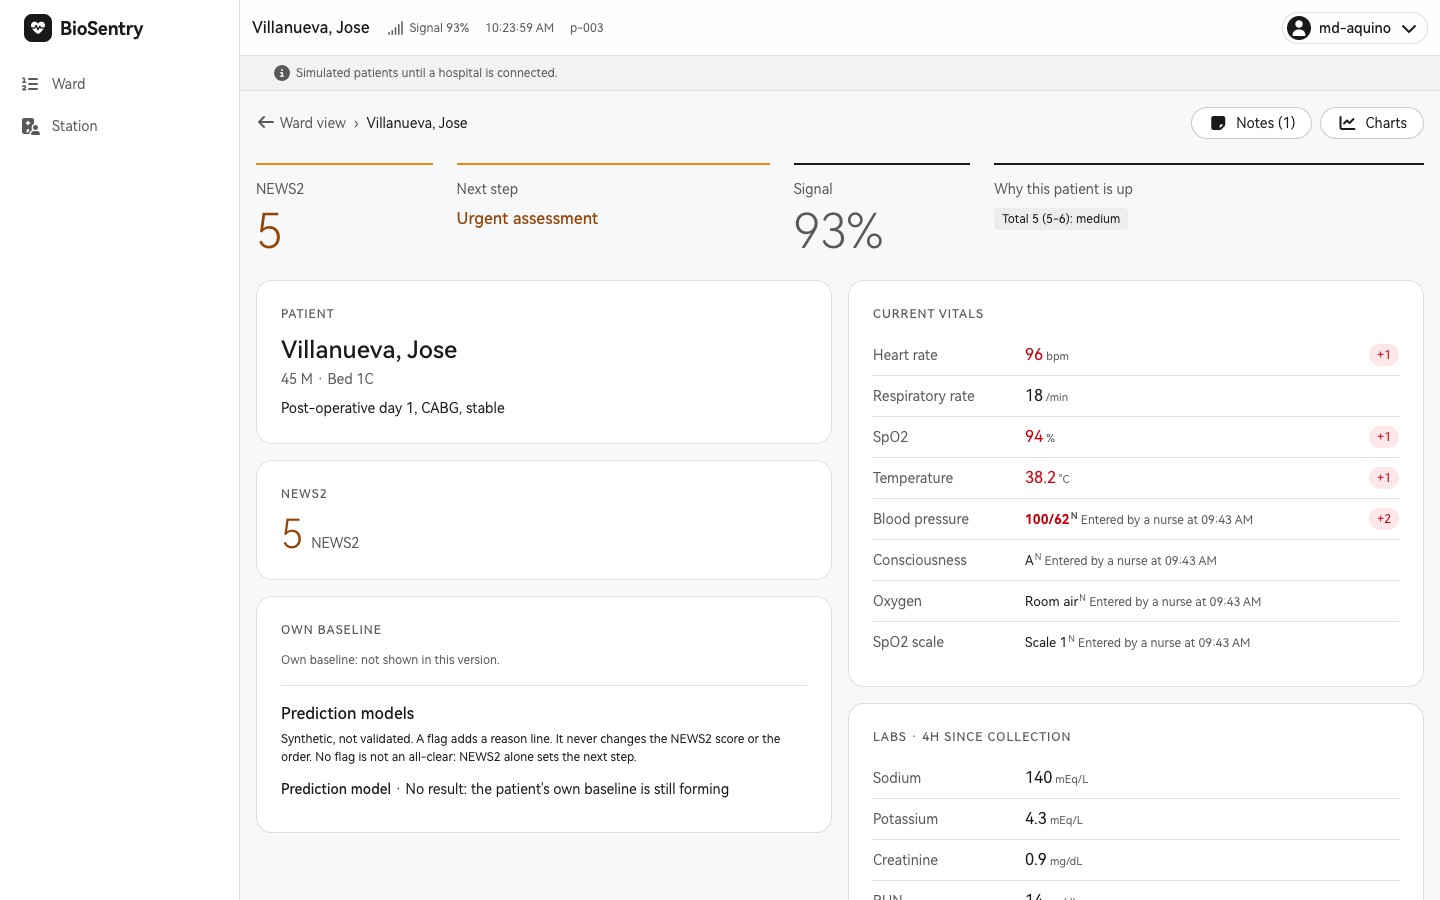 BioSentry
Ward
Station
Villanueva, Jose
Signal 93%
10:23:59 AM
p-003
md-aquino
Simulated patients until a hospital is connected.
Ward view › Villanueva, Jose
Notes (1)
Charts
NEWS2
5
Next step
Urgent assessment
Signal
93%
Why this patient is up
Total 5 (5-6): medium
PATIENT
Villanueva, Jose
45 M · Bed 1C
Post-operative day 1, CABG, stable
NEWS2
5 NEWS2
OWN BASELINE
Own baseline: not shown in this version.
Prediction models
Synthetic, not validated. A flag adds a reason line. It never changes the NEWS2 score or the
order. No flag is not an all-clear: NEWS2 alone sets the next step.
Prediction model · No result: the patient's own baseline is still forming
CURRENT VITALS
Heart rate 96 bpm +1
Respiratory rate 18 /min
SpO2 94 % +1
Temperature 38.2 °C +1
Blood pressure 100/62 N Entered by a nurse at 09:43 AM +2
Consciousness A N Entered by a nurse at 09:43 AM
Oxygen Room air N Entered by a nurse at 09:43 AM
SpO2 scale Scale 1 N Entered by a nurse at 09:43 AM
LABS · 4H SINCE COLLECTION
Sodium 140 mEq/L
Potassium 4.3 mEq/L
Creatinine 0.9 mg/dL